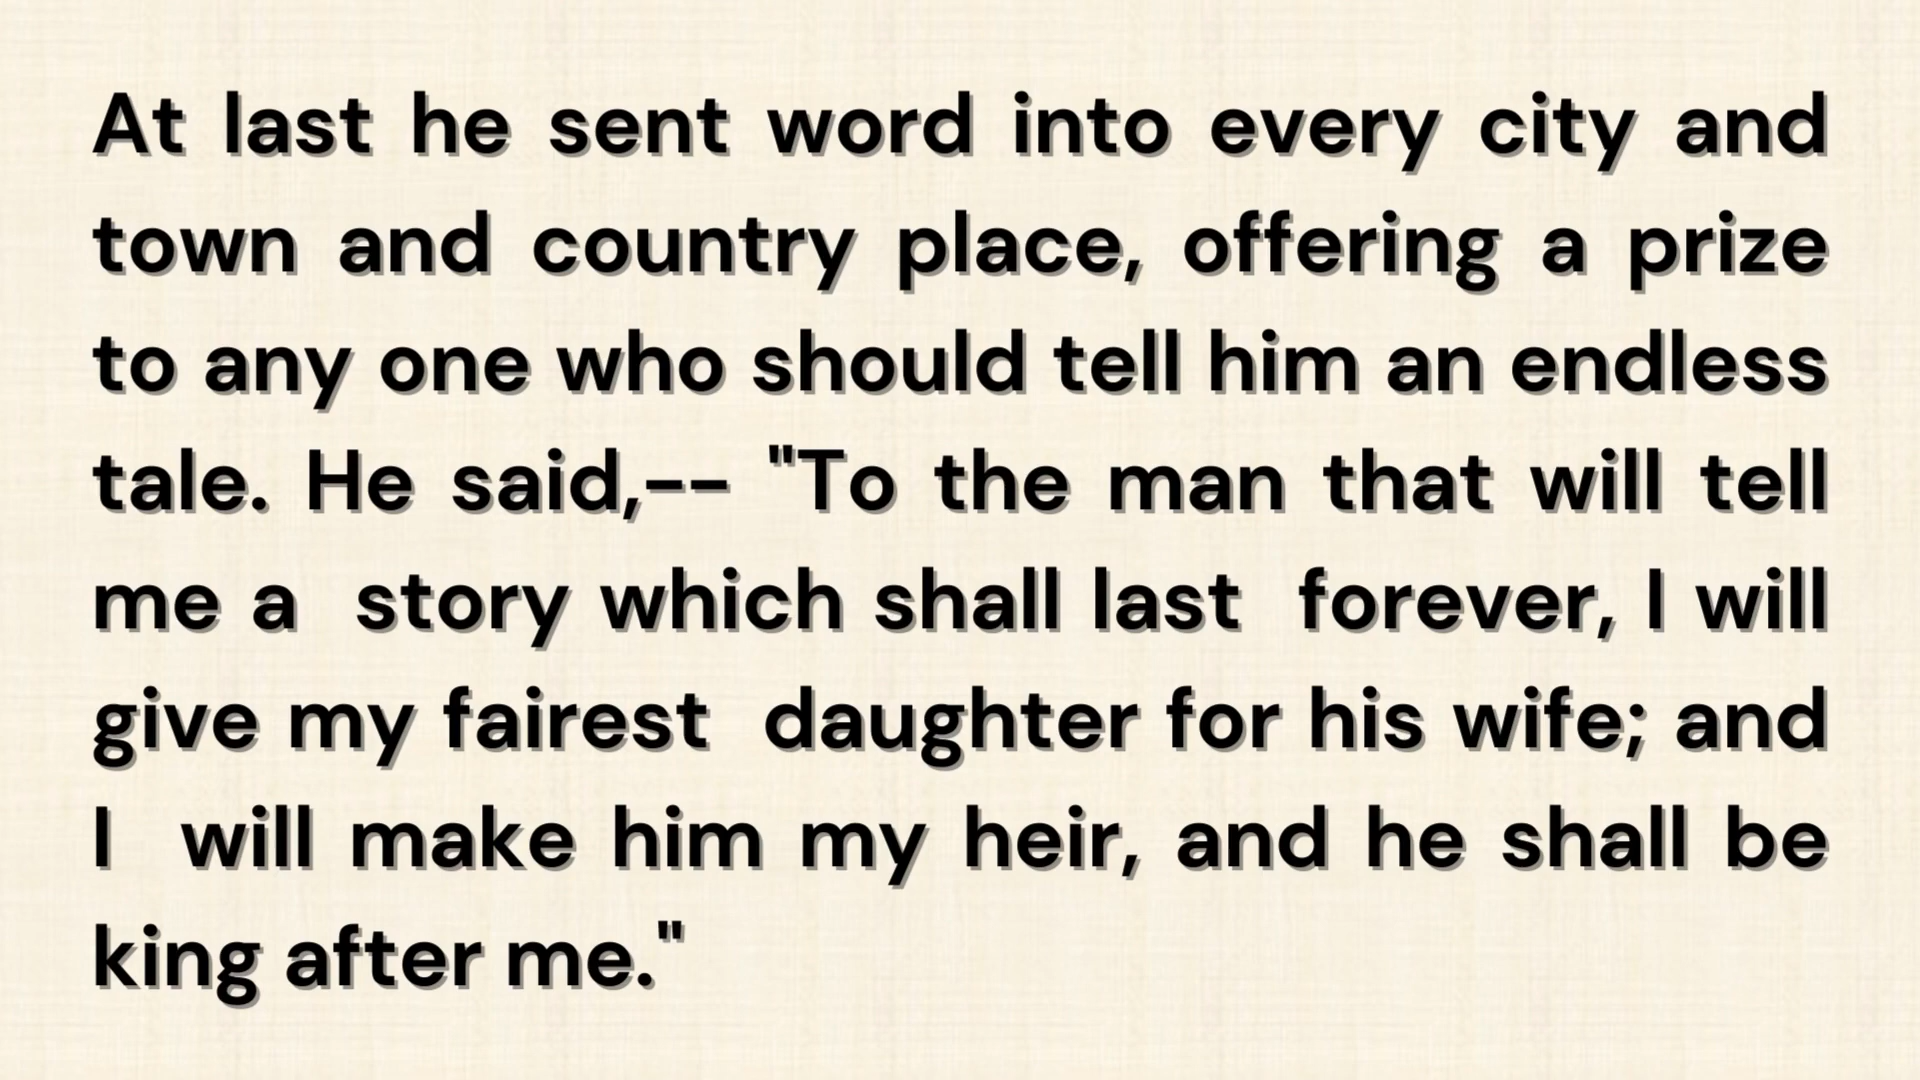 At last he sent word into every city and
town and country place, offering a prize
to any one who should tell him an endless
tale. He said,-- "To the man that will tell
me a  story which shall last  forever, I will
give my fairest  daughter for his wife; and
I  will make him my heir, and he shall be
king after me."